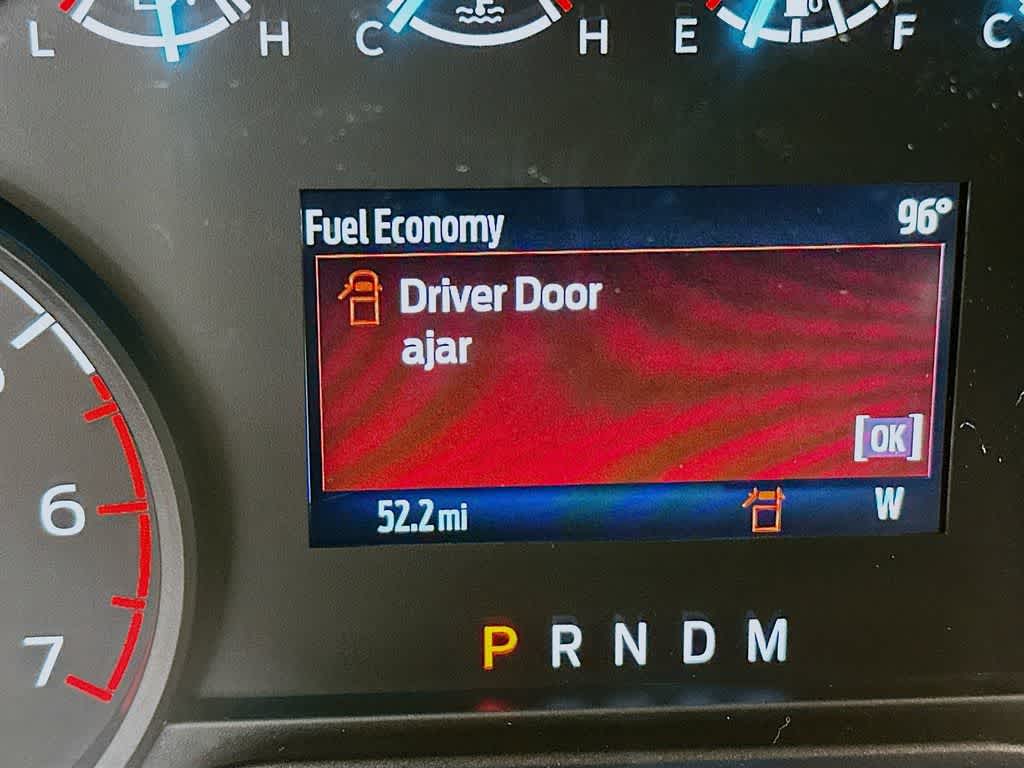 L H C H E F C
Fuel Economy 96°
Driver Door
ajar
[OK]
52.2 mi W
6
7
P R N D M